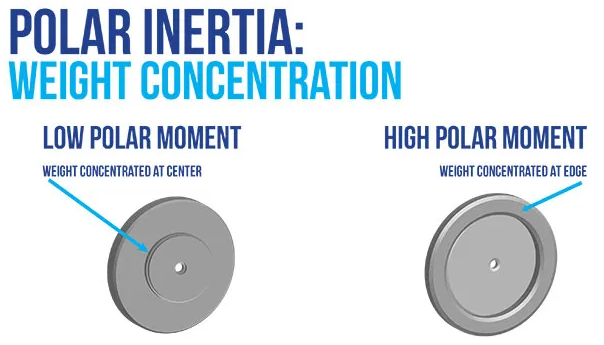 POLAR INERTIA:
WEIGHT CONCENTRATION
LOW POLAR MOMENT
WEIGHT CONCENTRATED AT CENTER
HIGH POLAR MOMENT
WEIGHT CONCENTRATED AT EDGE